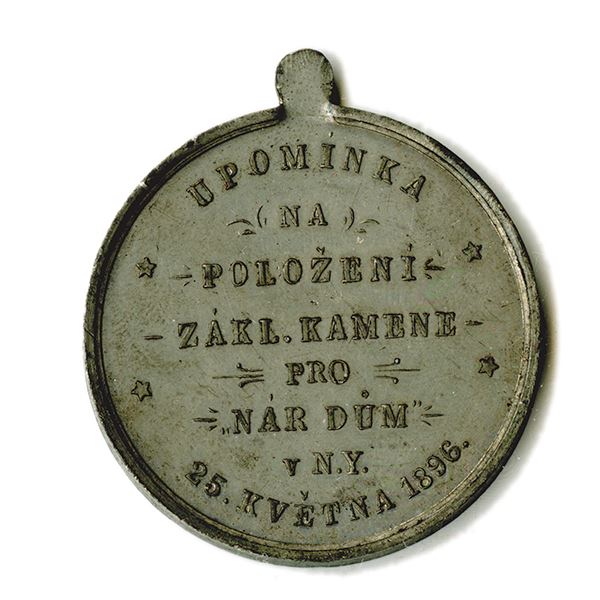 UPOMINKA
NA
POLOŽENÍ
ZÁKL. KAMENE
PRO
„NÁR DŮM”
v N.Y.
25. KVĚTNA 1896.